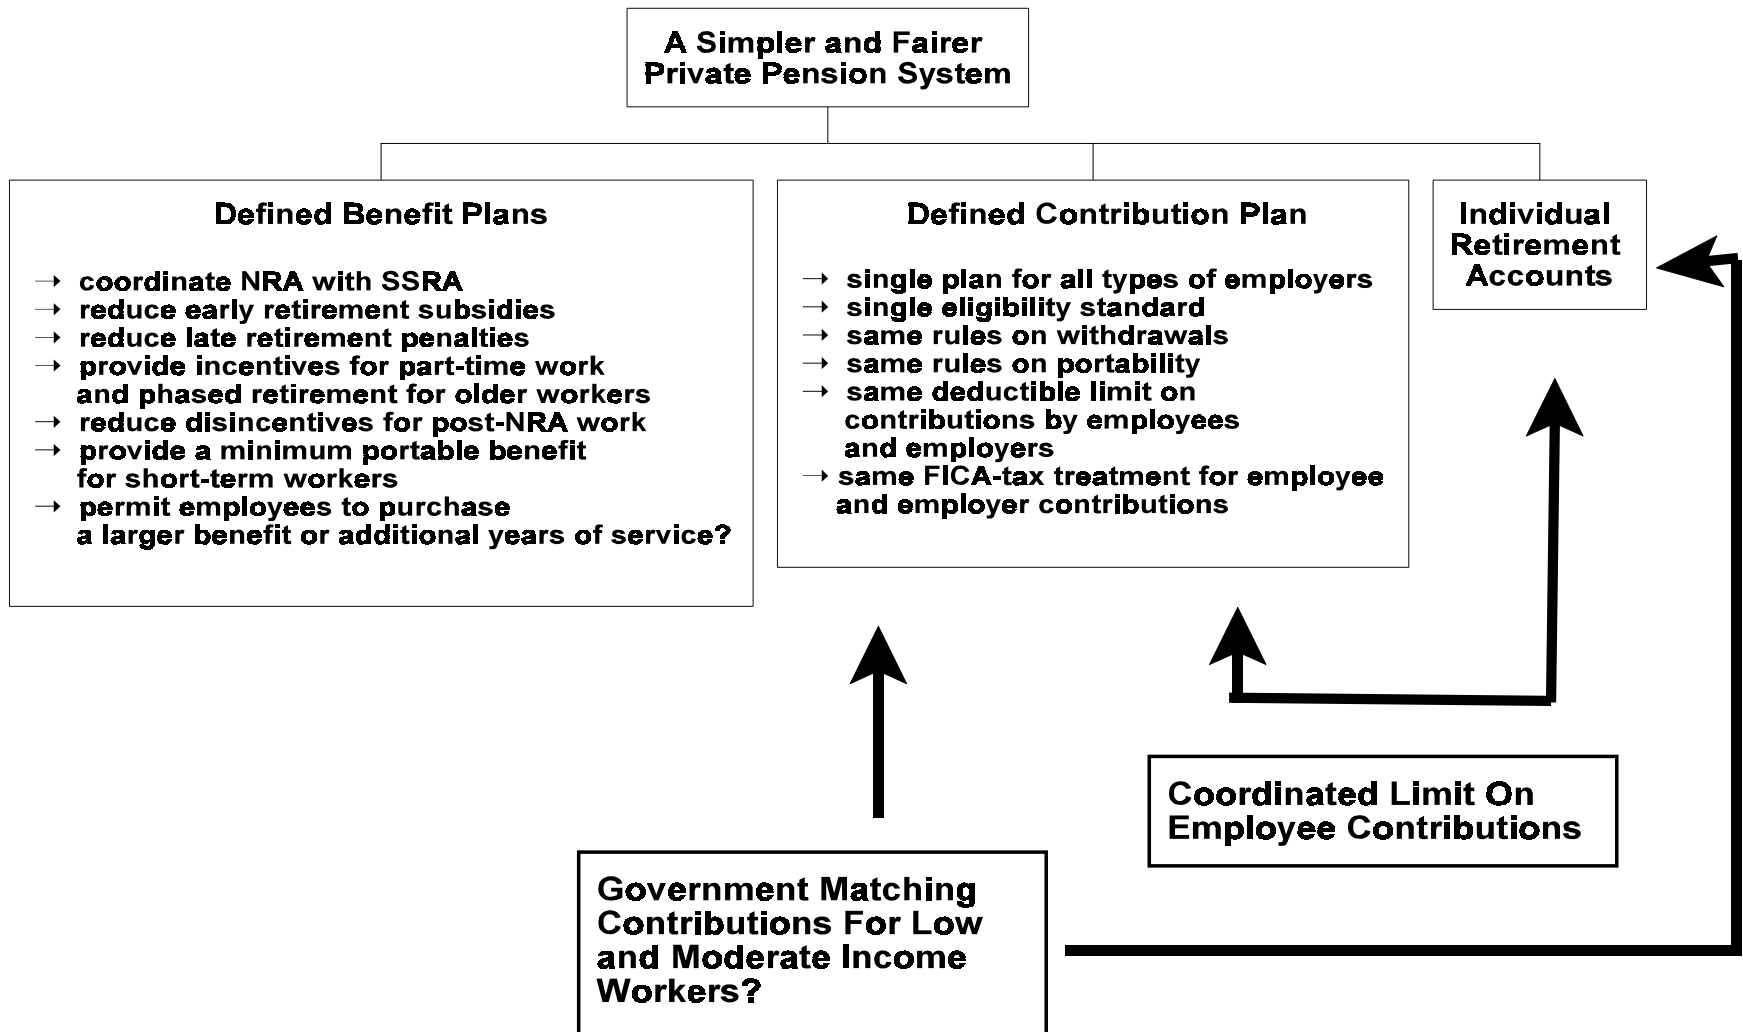 A Simpler and Fairer
Private Pension System
Defined Benefit Plans
→ coordinate NRA with SSRA
→ reduce early retirement subsidies
→ reduce late retirement penalties
→ provide incentives for part-time work
and phased retirement for older workers
→ reduce disincentives for post-NRA work
→ provide a minimum portable benefit
for short-term workers
→ permit employees to purchase
a larger benefit or additional years of service?
Defined Contribution Plan
→ single plan for all types of employers
→ single eligibility standard
→ same rules on withdrawals
→ same rules on portability
→ same deductible limit on
contributions by employees
and employers
→ same FICA-tax treatment for employee
and employer contributions
Individual
Retirement
Accounts
Coordinated Limit On
Employee Contributions
Government Matching
Contributions For Low
and Moderate Income
Workers?